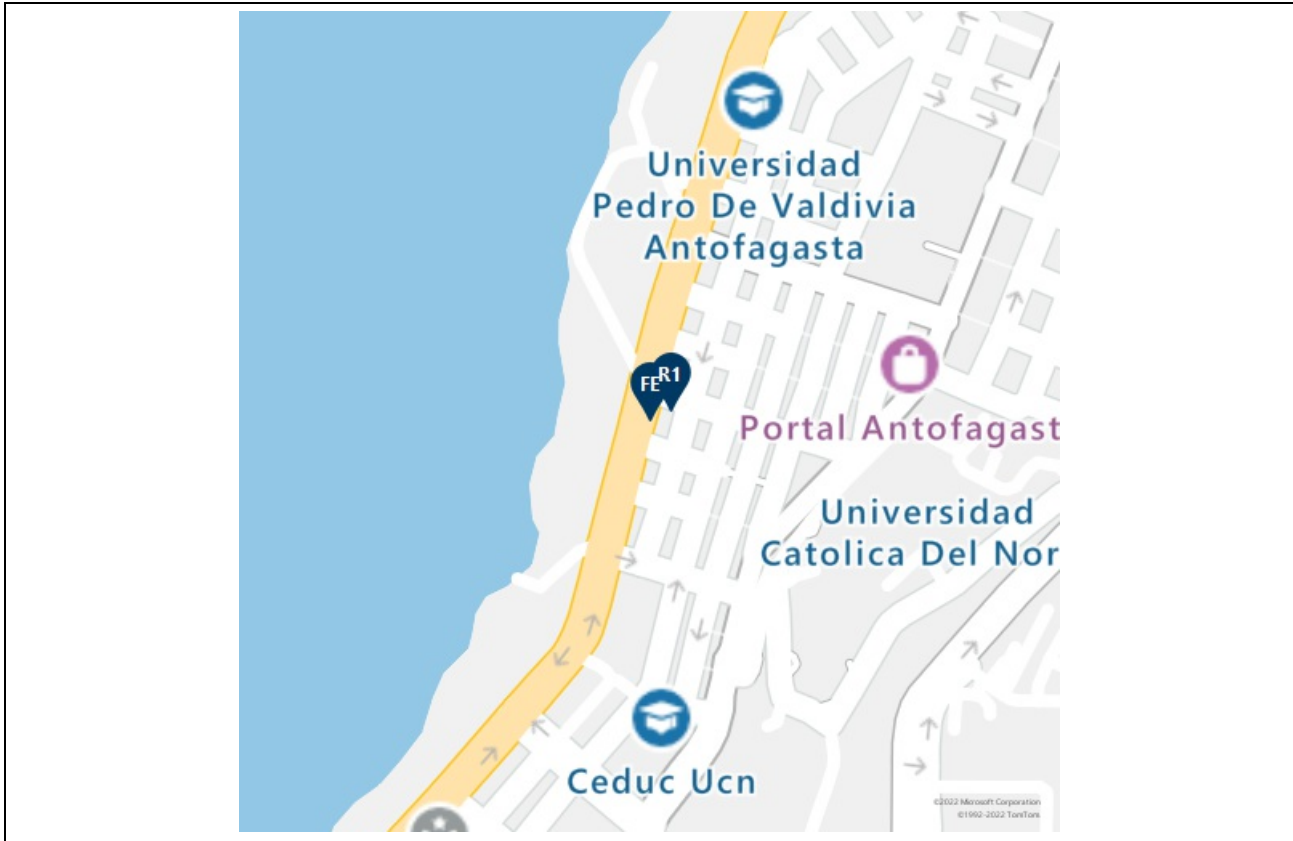 Universidad
Pedro De Valdivia
Antofagasta
FE
R1
Portal Antofagast
Universidad
Catolica Del Nor
Ceduc Ucn
©2022 Microsoft Corporation
©1992-2022 TomTom